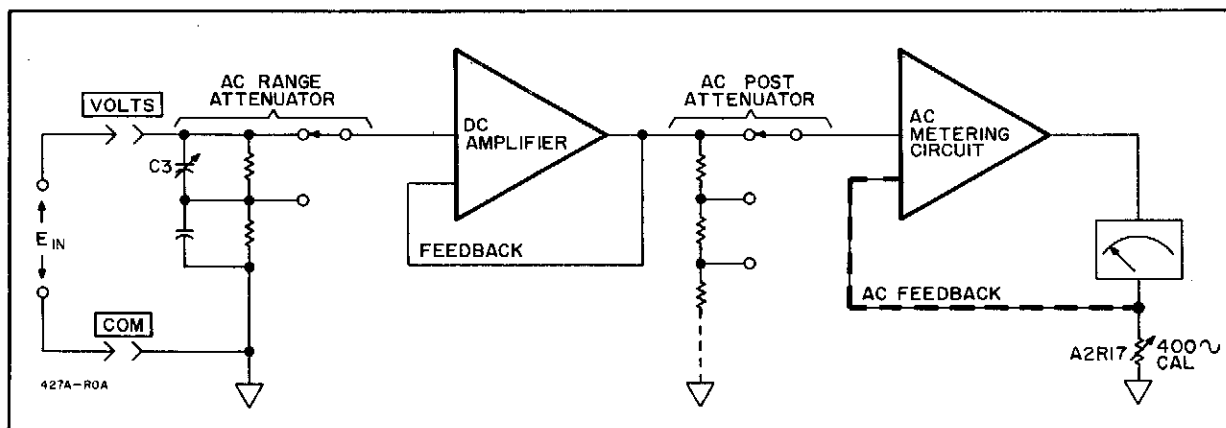 VOLTS
AC RANGE
ATTENUATOR
C3
E IN
COM
427A-ROA
DC
AMPLIFIER
FEEDBACK
AC POST
ATTENUATOR
AC
METERING
CIRCUIT
AC FEEDBACK
A2R17
400~
CAL